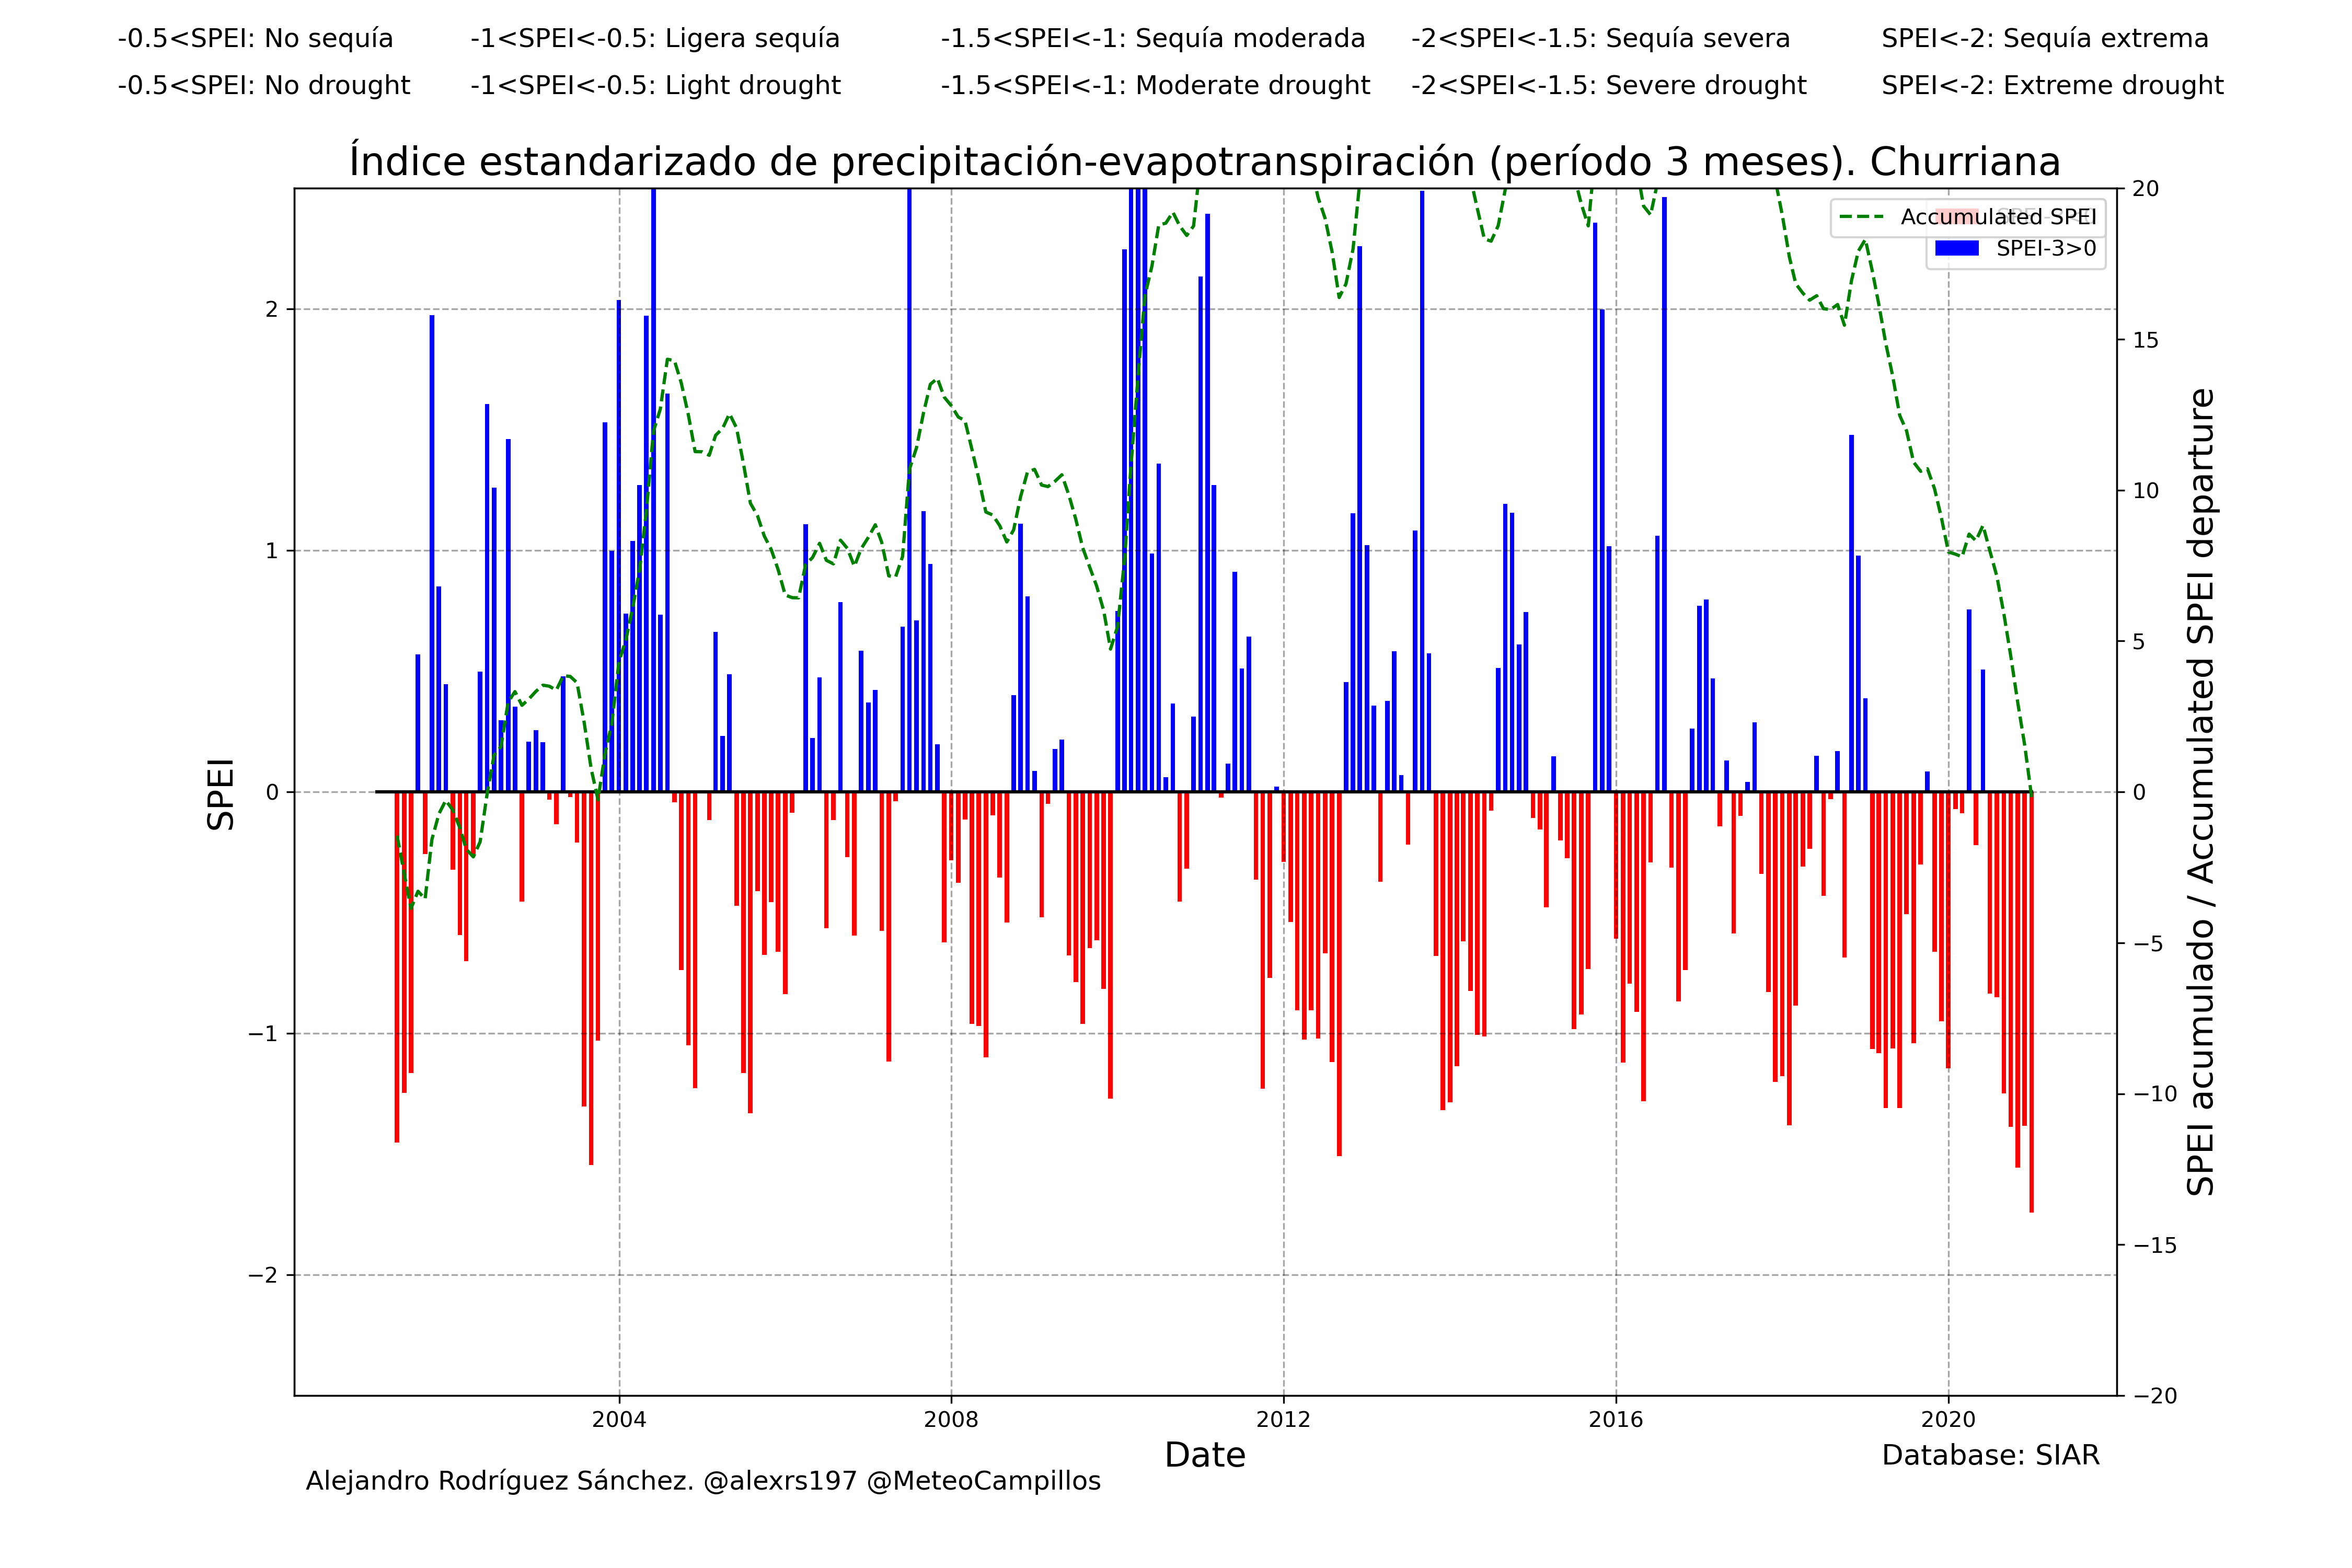 -0.5<SPEI: No sequía -1<SPEI<-0.5: Ligera sequía -1.5<SPEI<-1: Sequía moderada -2<SPEI<-1.5: Sequía severa SPEI<-2: Sequía extrema
-0.5<SPEI: No drought -1<SPEI<-0.5: Light drought -1.5<SPEI<-1: Moderate drought -2<SPEI<-1.5: Severe drought SPEI<-2: Extreme drought
Índice estandarizado de precipitación-evapotranspiración (período 3 meses). Churriana
Accumulated SPEI
SPEI-3>0
2
1
0
−1
−2
SPEI
20
15
10
5
0
−5
−10
−15
−20
SPEI acumulado / Accumulated SPEI departure
2004 2008 2012 2016 2020
Date
Database: SIAR
Alejandro Rodríguez Sánchez. @alexrs197 @MeteoCampillos